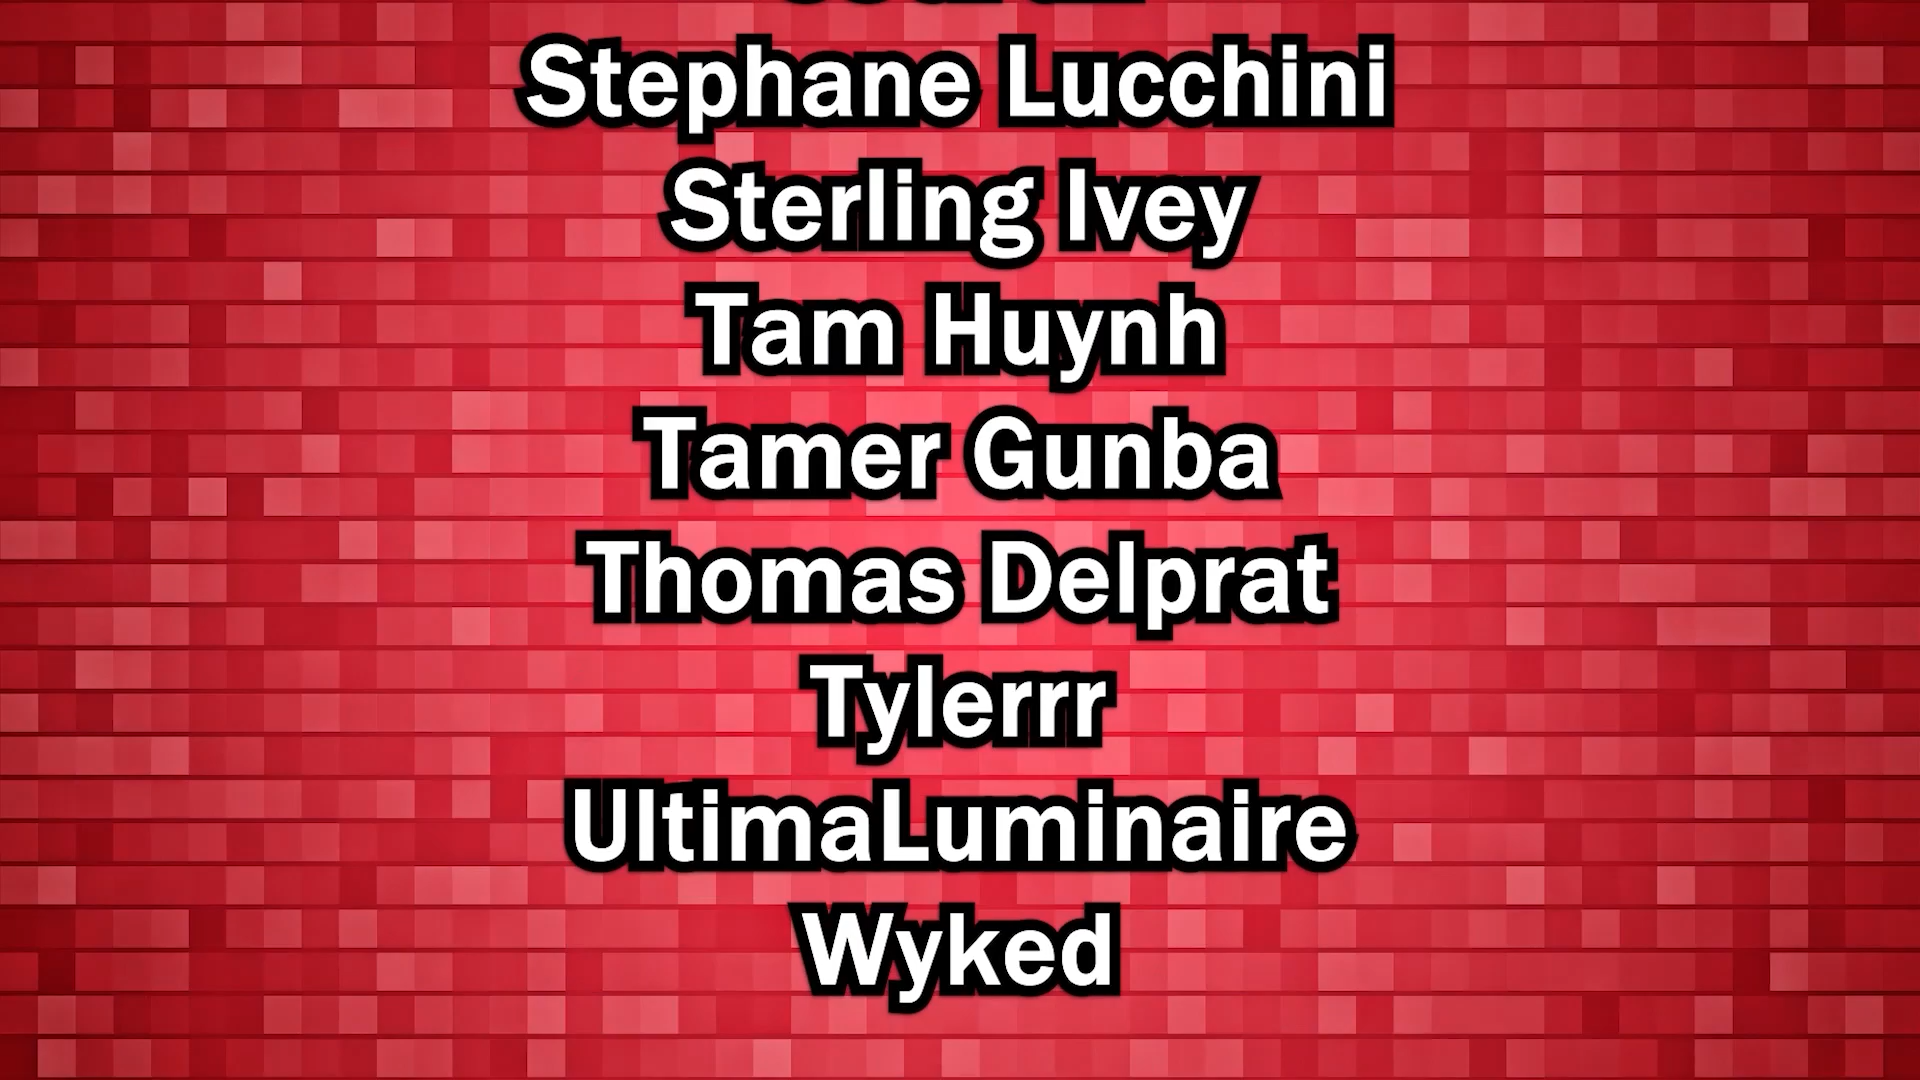 Stephane Lucchini
Sterling Ivey
Tam Huynh
Tamer Gunba
Thomas Delprat
Tylerrr
UltimaLuminaire
Wyked